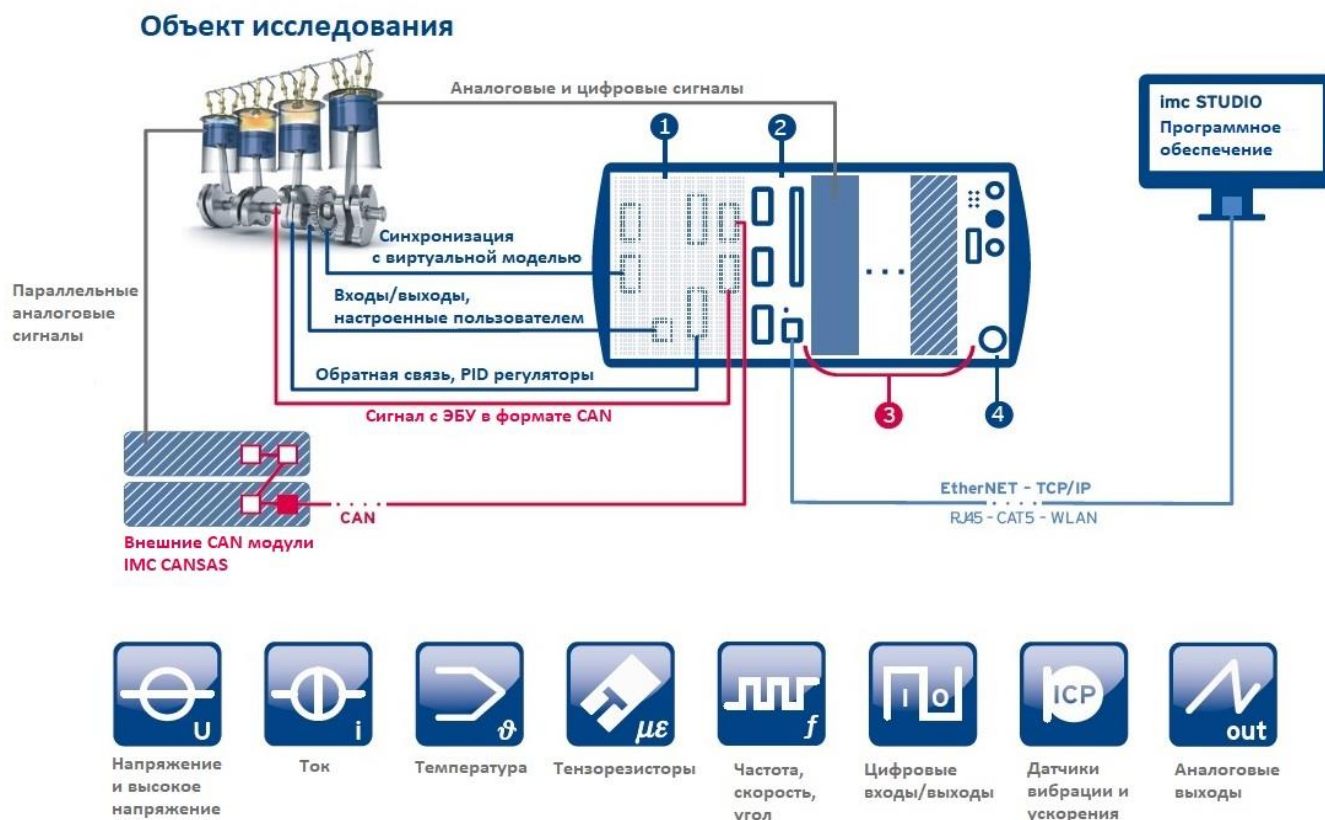 Объект исследования
Аналоговые и цифровые сигналы
imc STUDIO
Программное
обеспечение
1
2
Синхронизация
с виртуальной моделью
Параллельные
аналоговые
сигналы
Входы/выходы,
настроенные пользователем
Обратная связь, PID регуляторы
Сигнал с ЭБУ в формате CAN
3
4
EtherNET - TCP/IP
RJ45 - CAT5 - WLAN
CAN
Внешние CAN модули
IMC CANSAS
U
i
ϑ
με
f
I O
ICP
out
Напряжение
и высокое
напряжение
Ток
Температура
Тензорезисторы
Частота,
скорость,
угол
Цифровые
входы/выходы
Датчики
вибрации и
ускорения
Аналоговые
выходы